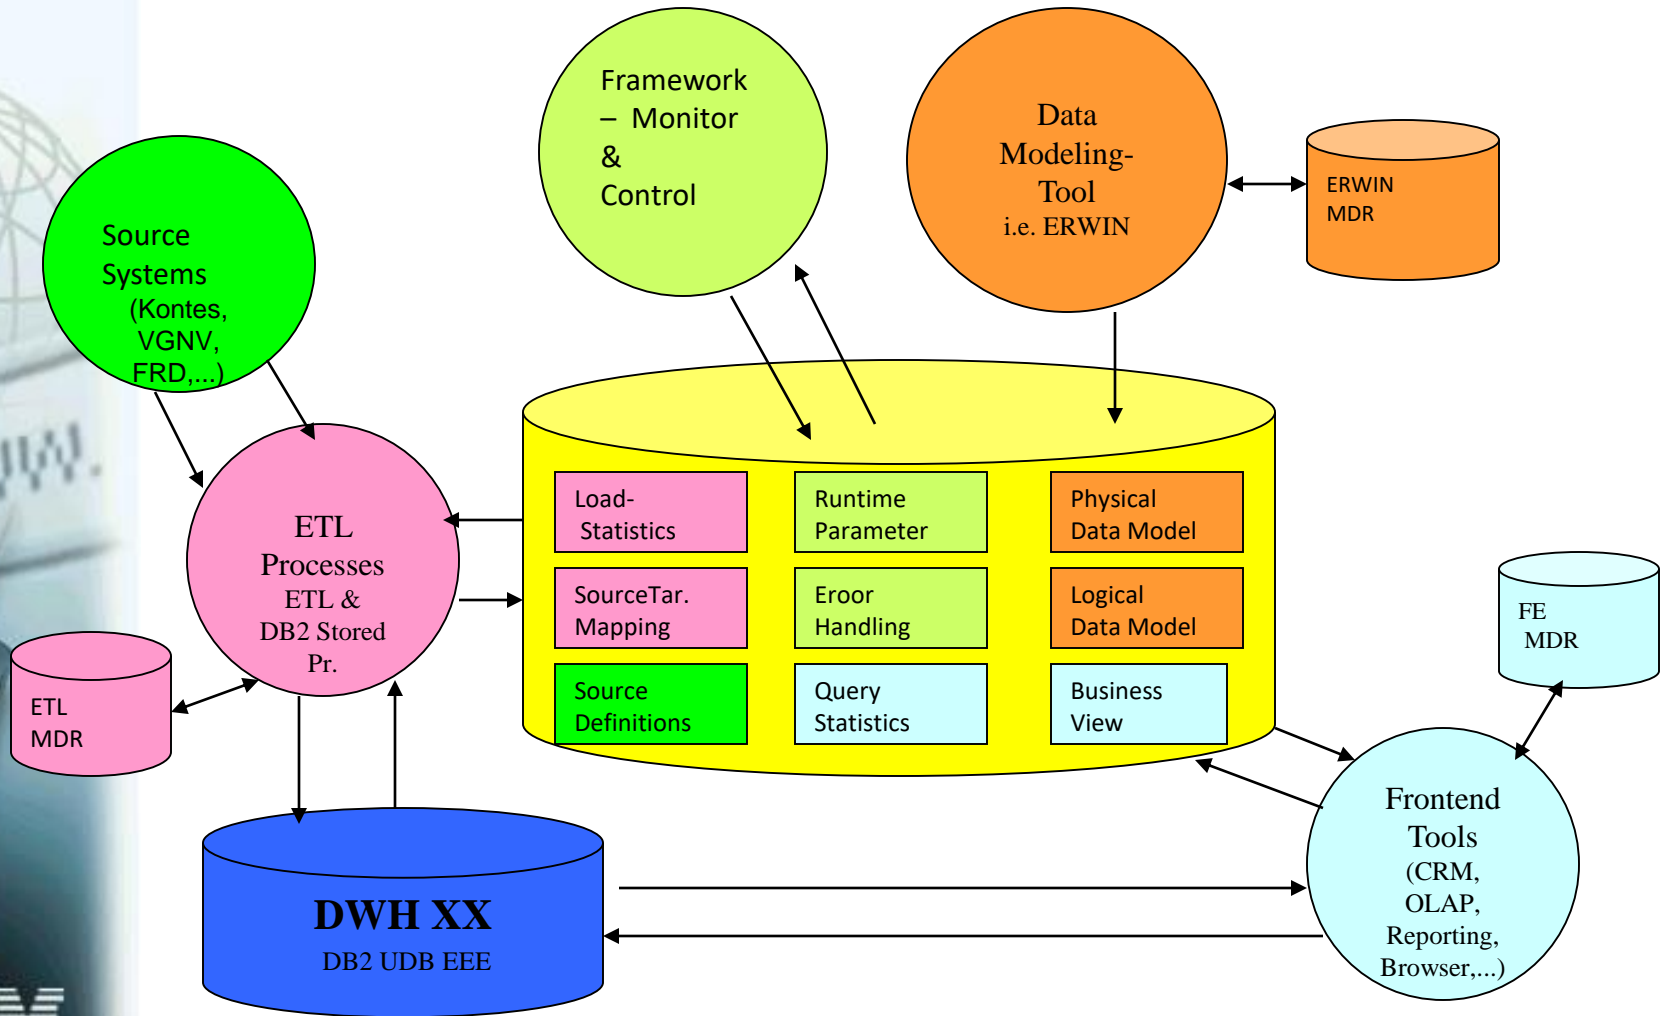 Framework
– Monitor
&
Control
Data
Modeling-
Tool
i.e. ERWIN
ERWIN
MDR
Source
Systems
(Kontes,
VGNV,
FRD,...)
ETL
Processes
ETL &
DB2 Stored
Pr.
ETL
MDR
Load-
Statistics
Runtime
Parameter
Physical
Data Model
SourceTar.
Mapping
Eroor
Handling
Logical
Data Model
Source
Definitions
Query
Statistics
Business
View
FE
MDR
Frontend
Tools
(CRM,
OLAP,
Reporting,
Browser,...)
DWH XX
DB2 UDB EEE